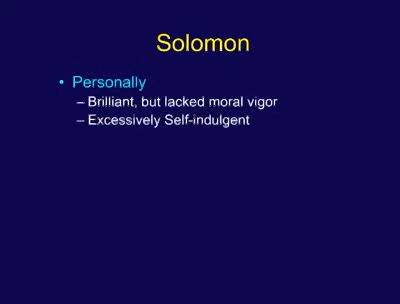 Solomon
• Personally
– Brilliant, but lacked moral vigor
– Excessively Self-indulgent